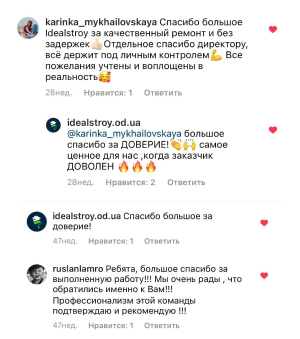 karinka_mykhailovskaya Спасибо большое
Idealstroy за качественный ремонт и без
задержек👍🏻Отдельное спасибо директору,
всё держит под личным контролем💪 Все
пожелания учтены и воплощены в
реальность🥰
28нед. Нравится: 1 Ответить
idealstroy.od.ua
@karinka_mykhailovskaya большое
спасибо за ДОВЕРИЕ!👏🙌 самое
ценное для нас ,когда заказчик
ДОВОЛЕН 🔥🔥🔥
28нед. Нравится: 2 Ответить
idealstroy.od.ua Спасибо большое за
доверие!
47нед. Нравится: 1 Ответить
ruslanlamro Ребята, большое спасибо за
выполненную работу!!! Мы очень рады , что
обратились именно к Вам!!!
Профессионализм этой команды
подтверждаю и рекомендую !!!
47нед. Нравится: 1 Ответить